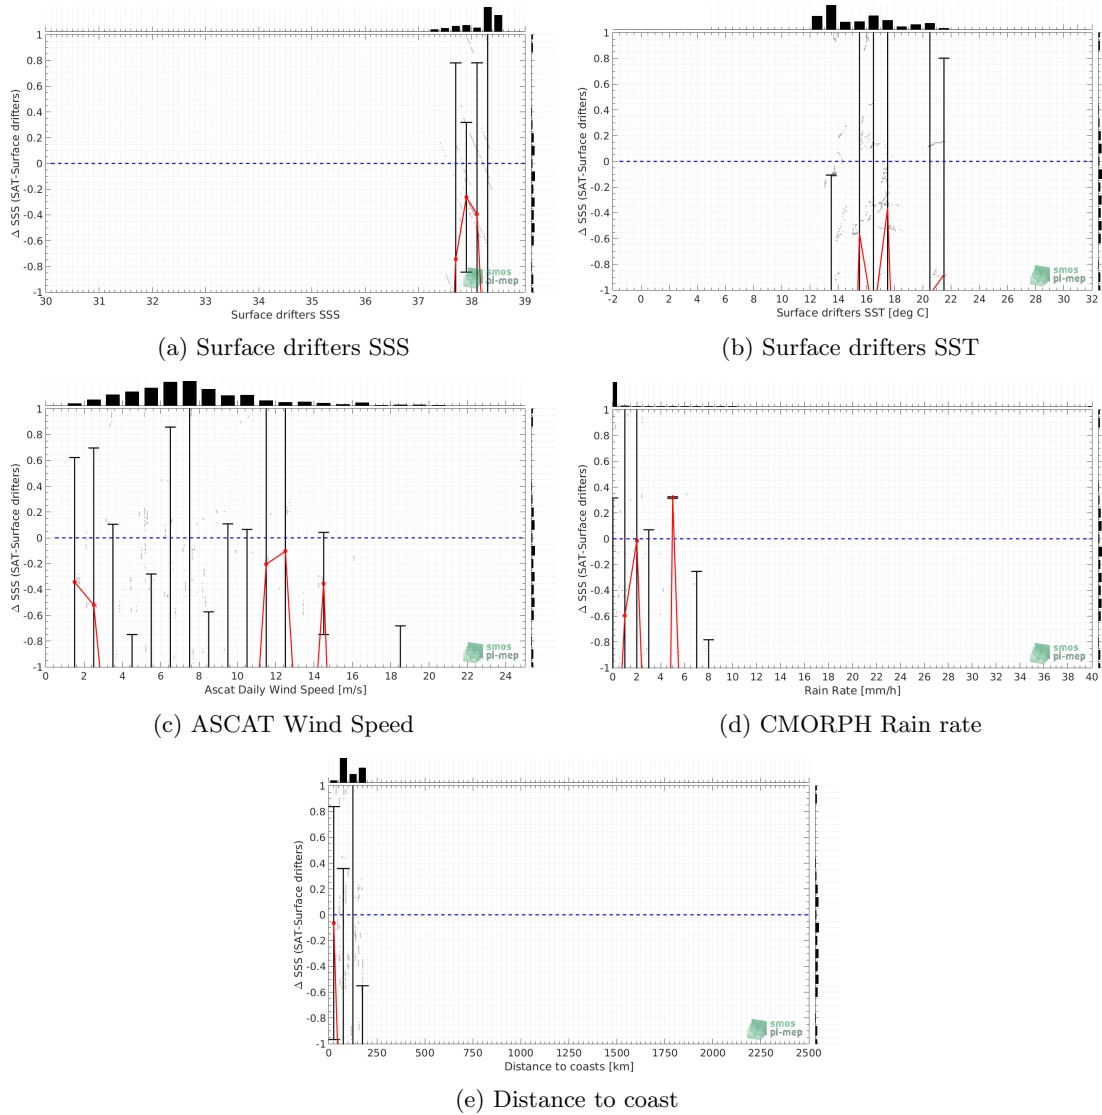 1
0.8
0.6
0.4
0.2
0
-0.2
-0.4
-0.6
-0.8
-1
Δ SSS (SAT-Surface drifters)
30 31 32 33 34 35 36 37 38 39
Surface drifters SSS
smos
pi-mep
(a) Surface drifters SSS
1
0.8
0.6
0.4
0.2
0
-0.2
-0.4
-0.6
-0.8
-1
Δ SSS (SAT-Surface drifters)
-2 0 2 4 6 8 10 12 14 16 18 20 22 24 26 28 30 32
Surface drifters SST [deg C]
smos
pi-mep
(b) Surface drifters SST
1
0.8
0.6
0.4
0.2
0
-0.2
-0.4
-0.6
-0.8
-1
Δ SSS (SAT-Surface drifters)
0 2 4 6 8 10 12 14 16 18 20 22 24
Ascat Daily Wind Speed [m/s]
smos
pi-mep
(c) ASCAT Wind Speed
1
0.8
0.6
0.4
0.2
0
-0.2
-0.4
-0.6
-0.8
-1
Δ SSS (SAT-Surface drifters)
0 2 4 6 8 10 12 14 16 18 20 22 24 26 28 30 32 34 36 38 40
Rain Rate [mm/h]
smos
pi-mep
(d) CMORPH Rain rate
1
0.8
0.6
0.4
0.2
0
-0.2
-0.4
-0.6
-0.8
-1
Δ SSS (SAT-Surface drifters)
0 250 500 750 1000 1250 1500 1750 2000 2250 2500
Distance to coasts [km]
smos
pi-mep
(e) Distance to coast